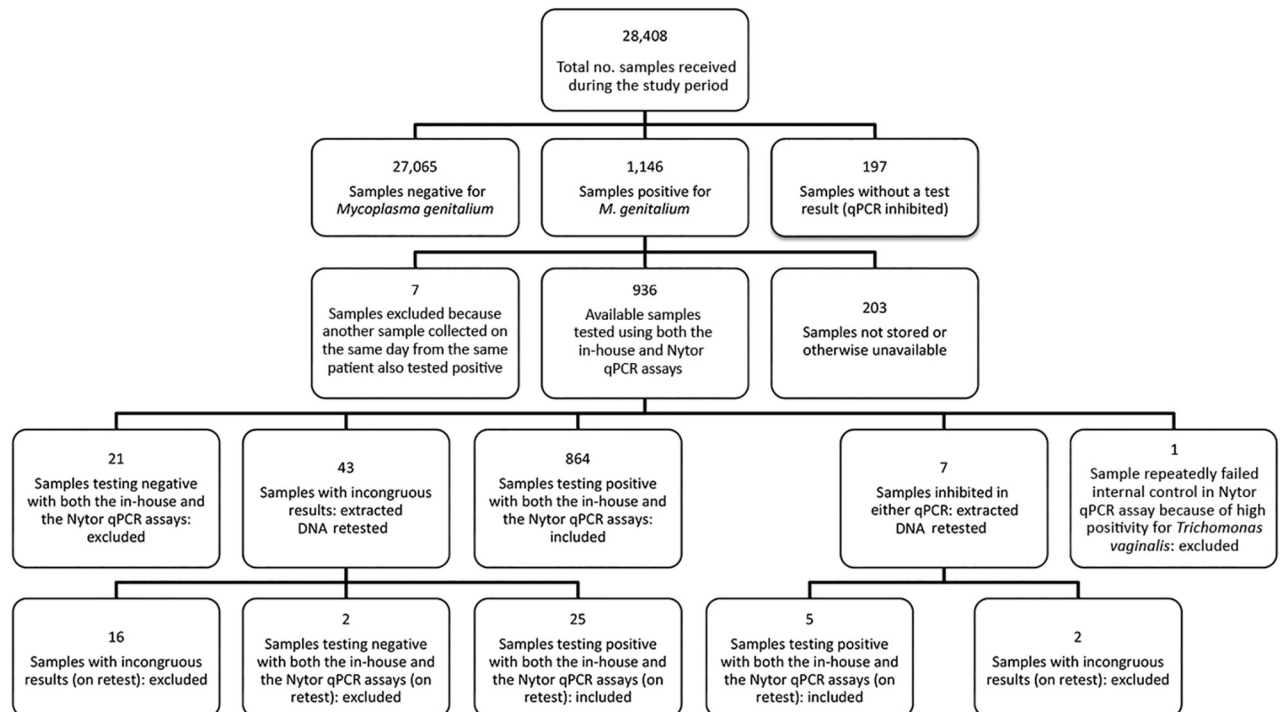 28,408
Total no. samples received
during the study period
27,065
Samples negative for
Mycoplasma genitalium
1,146
Samples positive for
M. genitalium
197
Samples without a test
result (qPCR inhibited)
7
Samples excluded because
another sample collected on
the same day from the same
patient also tested positive
936
Available samples
tested using both the
in-house and Nytor
qPCR assays
203
Samples not stored or
otherwise unavailable
21
Samples testing negative
with both the in-house and
the Nytor qPCR assays:
excluded
43
Samples with incongruous
results: extracted
DNA retested
864
Samples testing positive
with both the in-house and
the Nytor qPCR assays:
included
7
Samples inhibited in
either qPCR: extracted
DNA retested
1
Sample repeatedly failed
internal control in Nytor
qPCR assay because of high
positivity for Trichomonas
vaginalis: excluded
16
Samples with incongruous
results (on retest): excluded
2
Samples testing negative
with both the in-house and
the Nytor qPCR assays (on
retest): excluded
25
Samples testing positive
with both the in-house and
the Nytor qPCR assays (on
retest): included
5
Samples testing positive
with both the in-house and
the Nytor qPCR assays (on
retest): included
2
Samples with incongruous
results (on retest): excluded